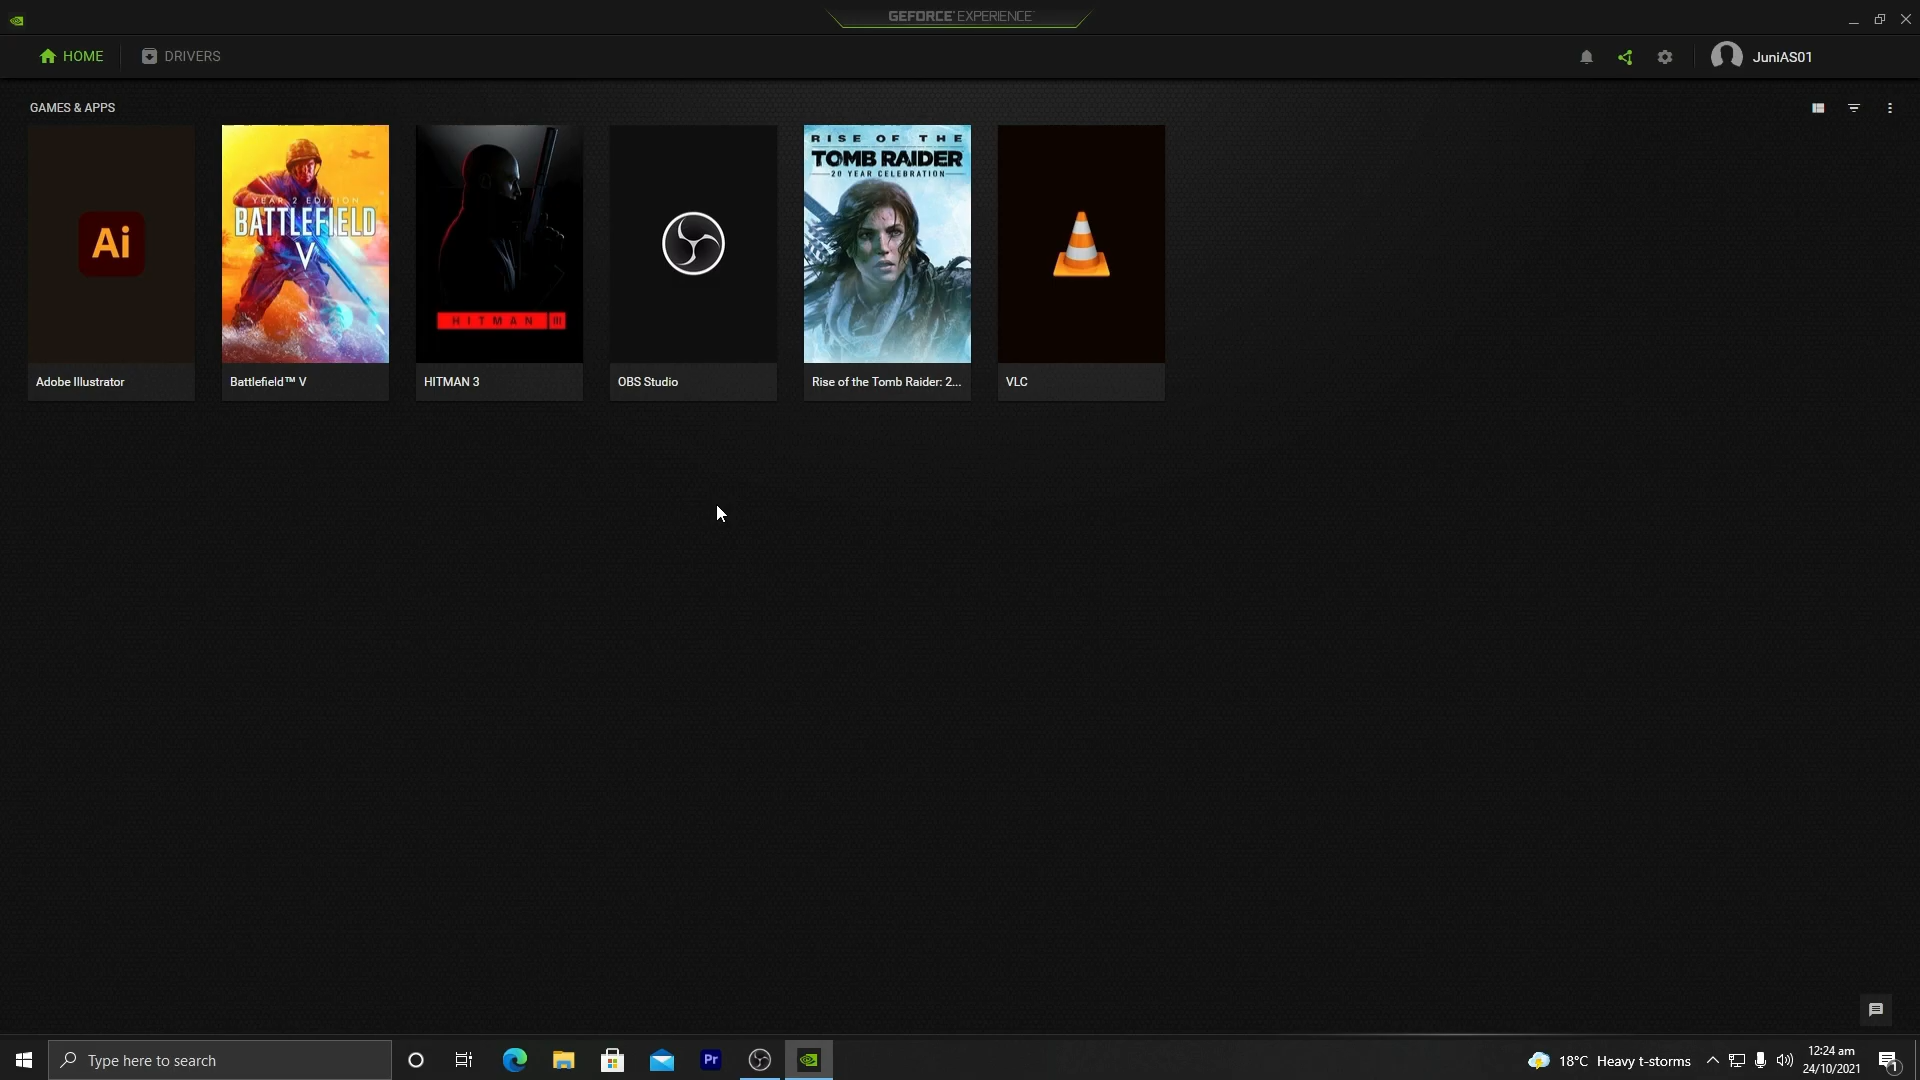 GEFORCE EXPERIENCE
HOME
DRIVERS
JuniAS01
GAMES & APPS
Ai
YEAR 2 EDITION
BATTLEFIELD
V
HITMAN III
RISE OF THE
TOMB RAIDER
20 YEAR CELEBRATION
Adobe Illustrator
Battlefield™ V
HITMAN 3
OBS Studio
Rise of the Tomb Raider: 2...
VLC
Type here to search
Pr
18°C Heavy t-storms
12:24 am
24/10/2021
1